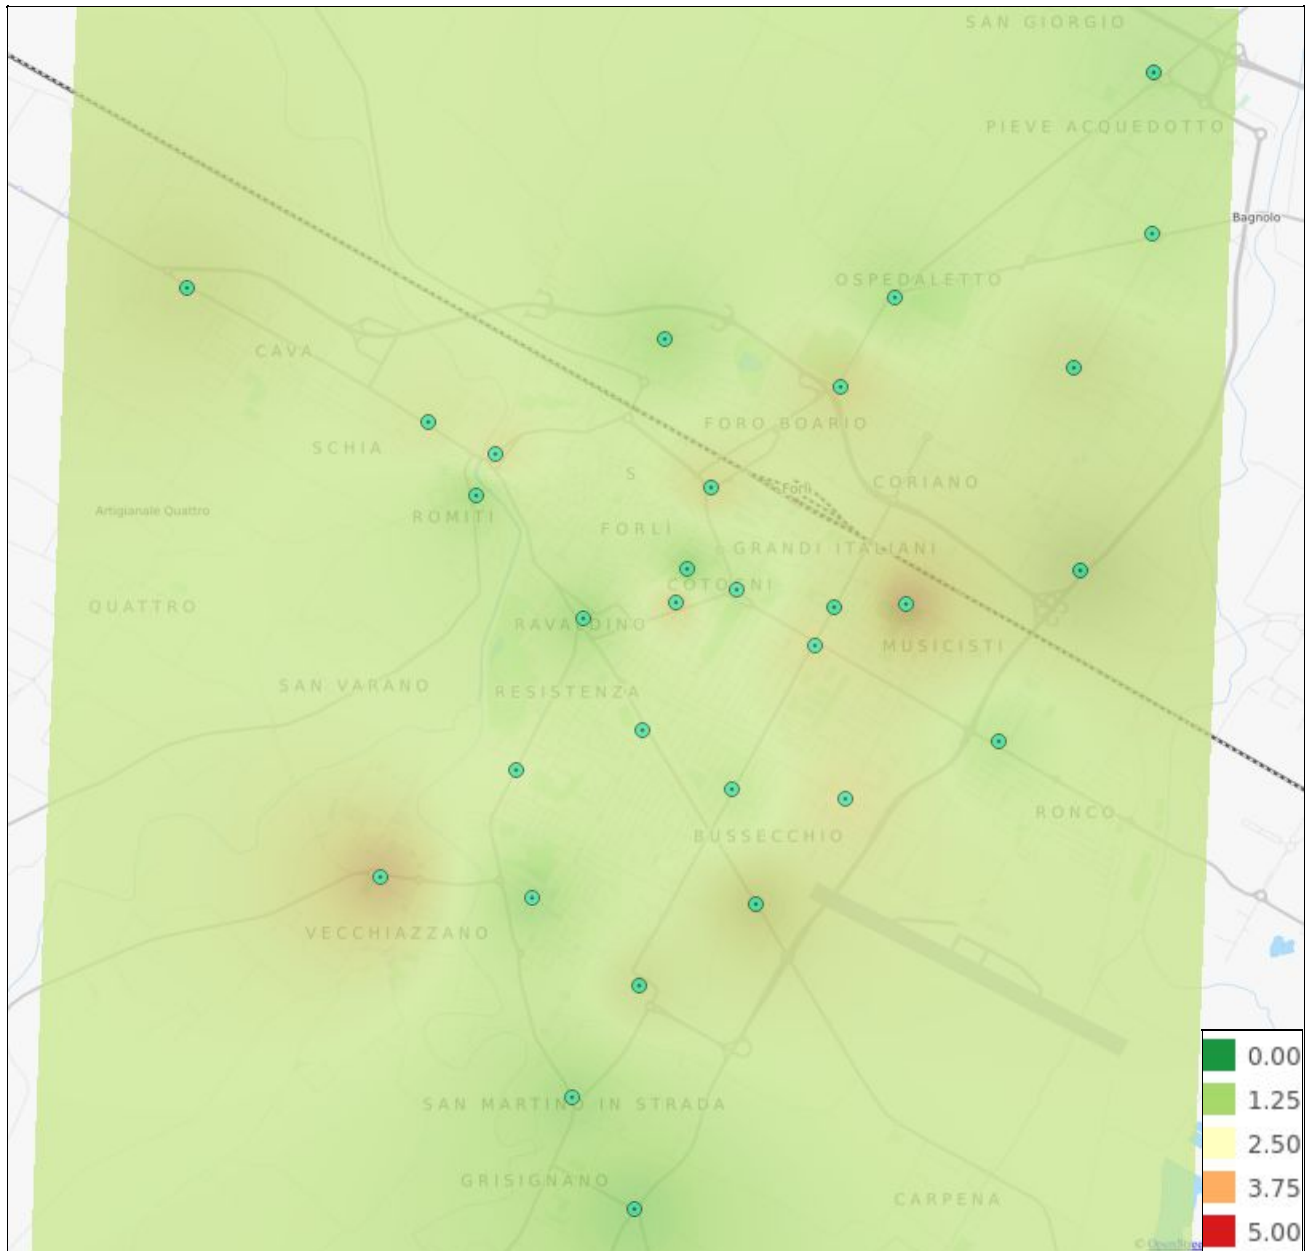 SAN GIORGIO
PIEVE ACQUEDOTTO
Bagnolo
OSPEDALETTO
CAVA
FORO BOARIO
SCHIA
S
CORIANO
Forlì
Artigianale Quattro
ROMITI
FORLÌ
GRANDI ITALIANI
COTOGNI
QUATTRO
RAVALDINO
MUSICISTI
SAN VARANO
RESISTENZA
RONCO
BUSSECCHIO
VECCHIAZZANO
0.00
1.25
SAN MARTINO IN STRADA
2.50
GRISIGNANO
3.75
CARPENA
5.00